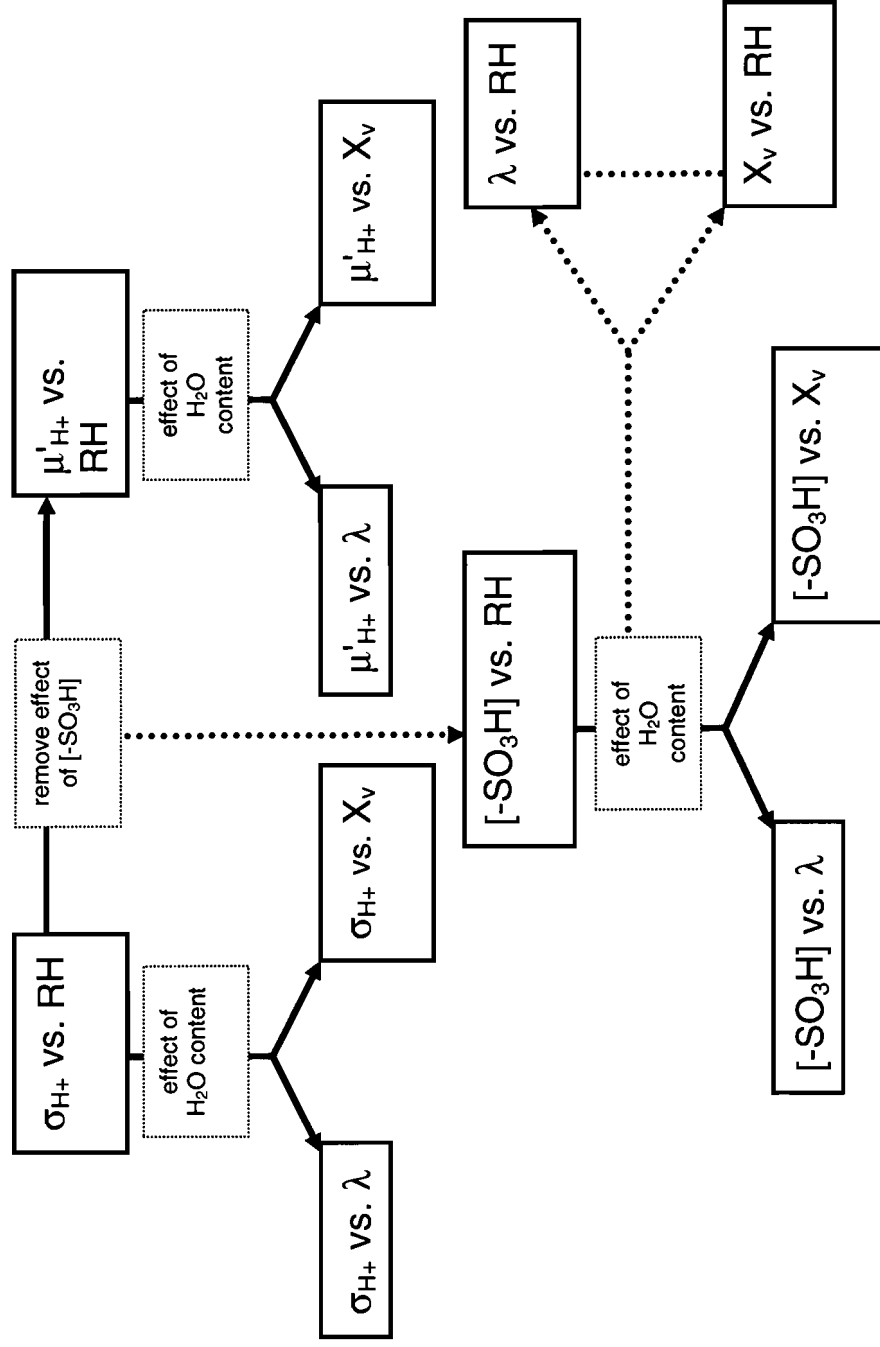 σH+ vs. RH
remove effect
of [-SO₃H]
μ'H+ vs.
RH
effect of
H₂O content
effect of
H₂O
content
σH+ vs. λ
σH+ vs. Xᵥ
μ'H+ vs. λ
μ'H+ vs. Xᵥ
[-SO₃H] vs. RH
λ vs. RH
effect of
H₂O
content
Xᵥ vs. RH
[-SO₃H] vs. λ
[-SO₃H] vs. Xᵥ